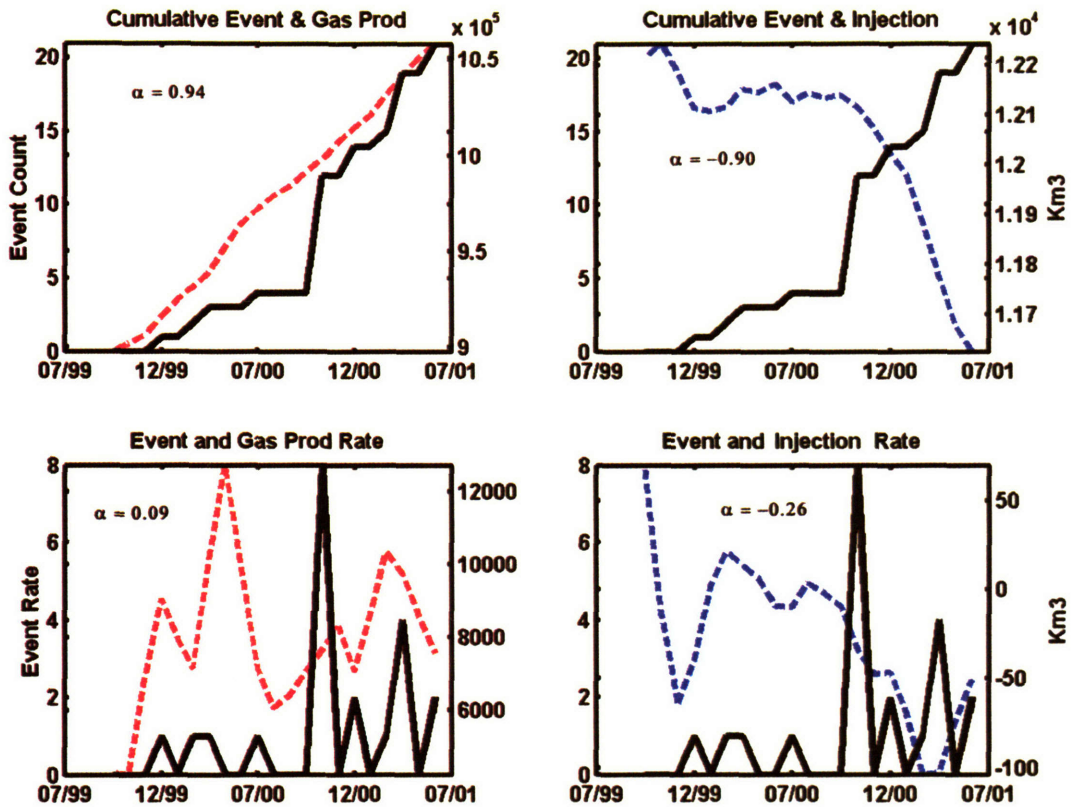 Cumulative Event & Gas Prod
x 10^5
20
15
10
5
0
Event Count
α = 0.94
10.5
10
9.5
9
07/99 12/99 07/00 12/00 07/01
Cumulative Event & Injection
x 10^4
20
15
10
5
0
α = −0.90
1.22
1.21
1.2
1.19
1.18
1.17
Km3
07/99 12/99 07/00 12/00 07/01
Event and Gas Prod Rate
8
6
4
2
0
Event Rate
α = 0.09
12000
10000
8000
6000
07/99 12/99 07/00 12/00 07/01
Event and Injection Rate
8
6
4
2
0
α = −0.26
50
0
-50
-100
Km3
07/99 12/99 07/00 12/00 07/01